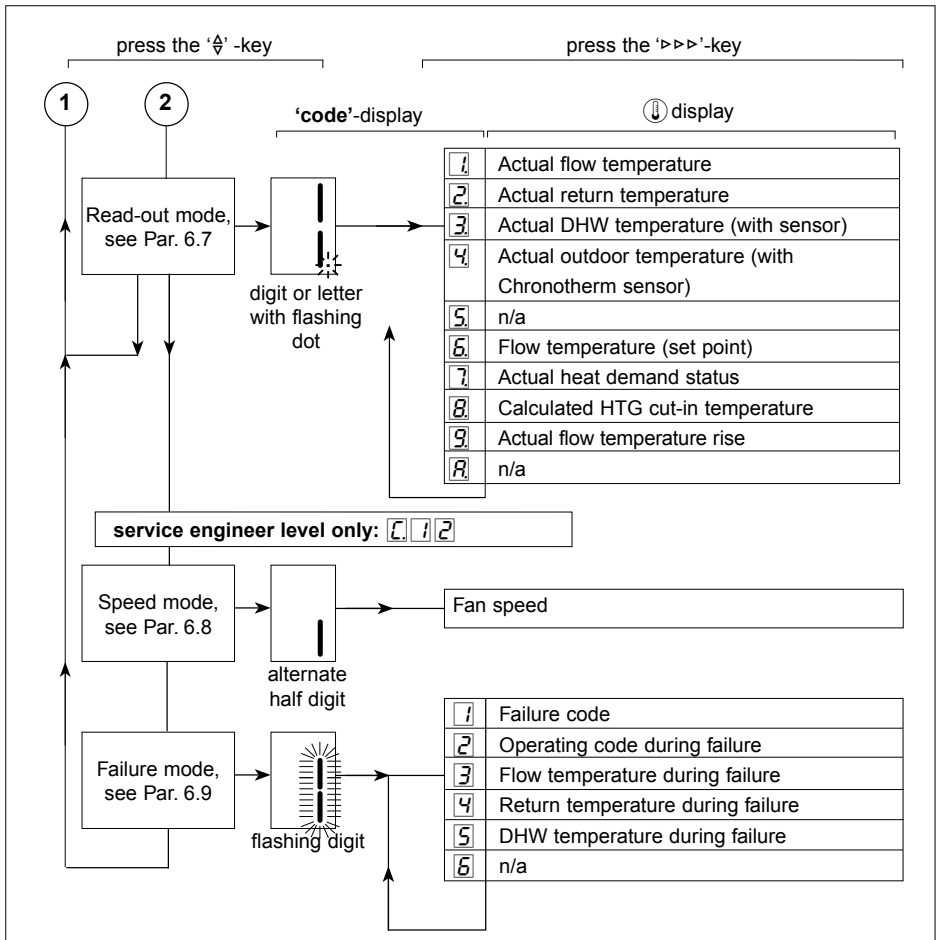 press the '⇳' -key press the '▷▷▷'-key
1 2
'code'-display display
Read-out mode,
see Par. 6.7
digit or letter
with flashing
dot
1. Actual flow temperature
2. Actual return temperature
3. Actual DHW temperature (with sensor)
4. Actual outdoor temperature (with
Chronotherm sensor)
5. n/a
6. Flow temperature (set point)
7. Actual heat demand status
8. Calculated HTG cut-in temperature
9. Actual flow temperature rise
A. n/a
service engineer level only: C. 1 2
Speed mode,
see Par. 6.8
alternate
half digit
Fan speed
Failure mode,
see Par. 6.9
flashing digit
1 Failure code
2 Operating code during failure
3 Flow temperature during failure
4 Return temperature during failure
5 DHW temperature during failure
6 n/a